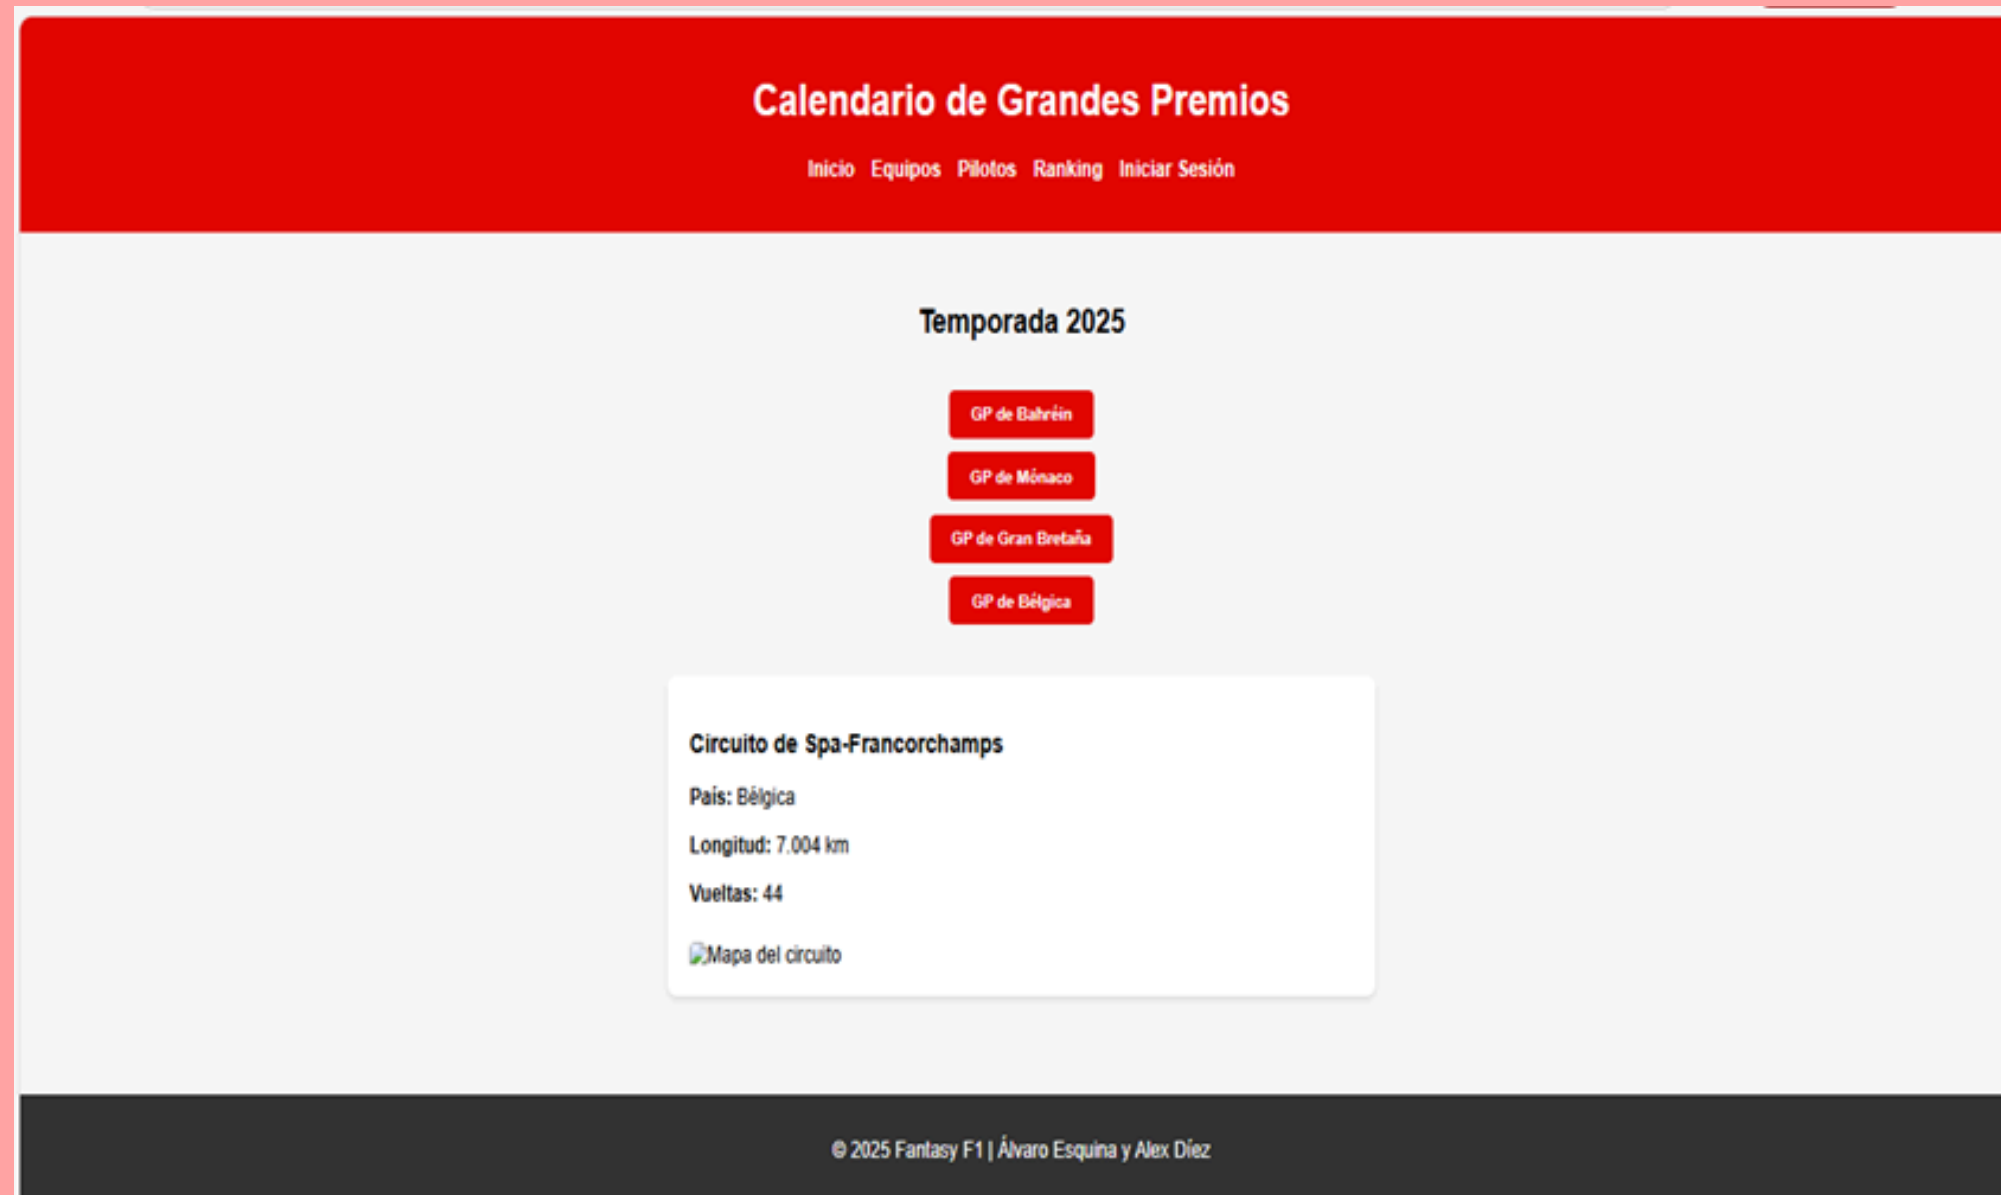 Calendario de Grandes Premios
Inicio Equipos Pilotos Ranking Iniciar Sesión
Temporada 2025
GP de Bahréin
GP de Mónaco
GP de Gran Bretaña
GP de Bélgica
Circuito de Spa-Francorchamps
País: Bélgica
Longitud: 7.004 km
Vueltas: 44
Mapa del circuito
© 2025 Fantasy F1 | Álvaro Esquina y Alex Díez